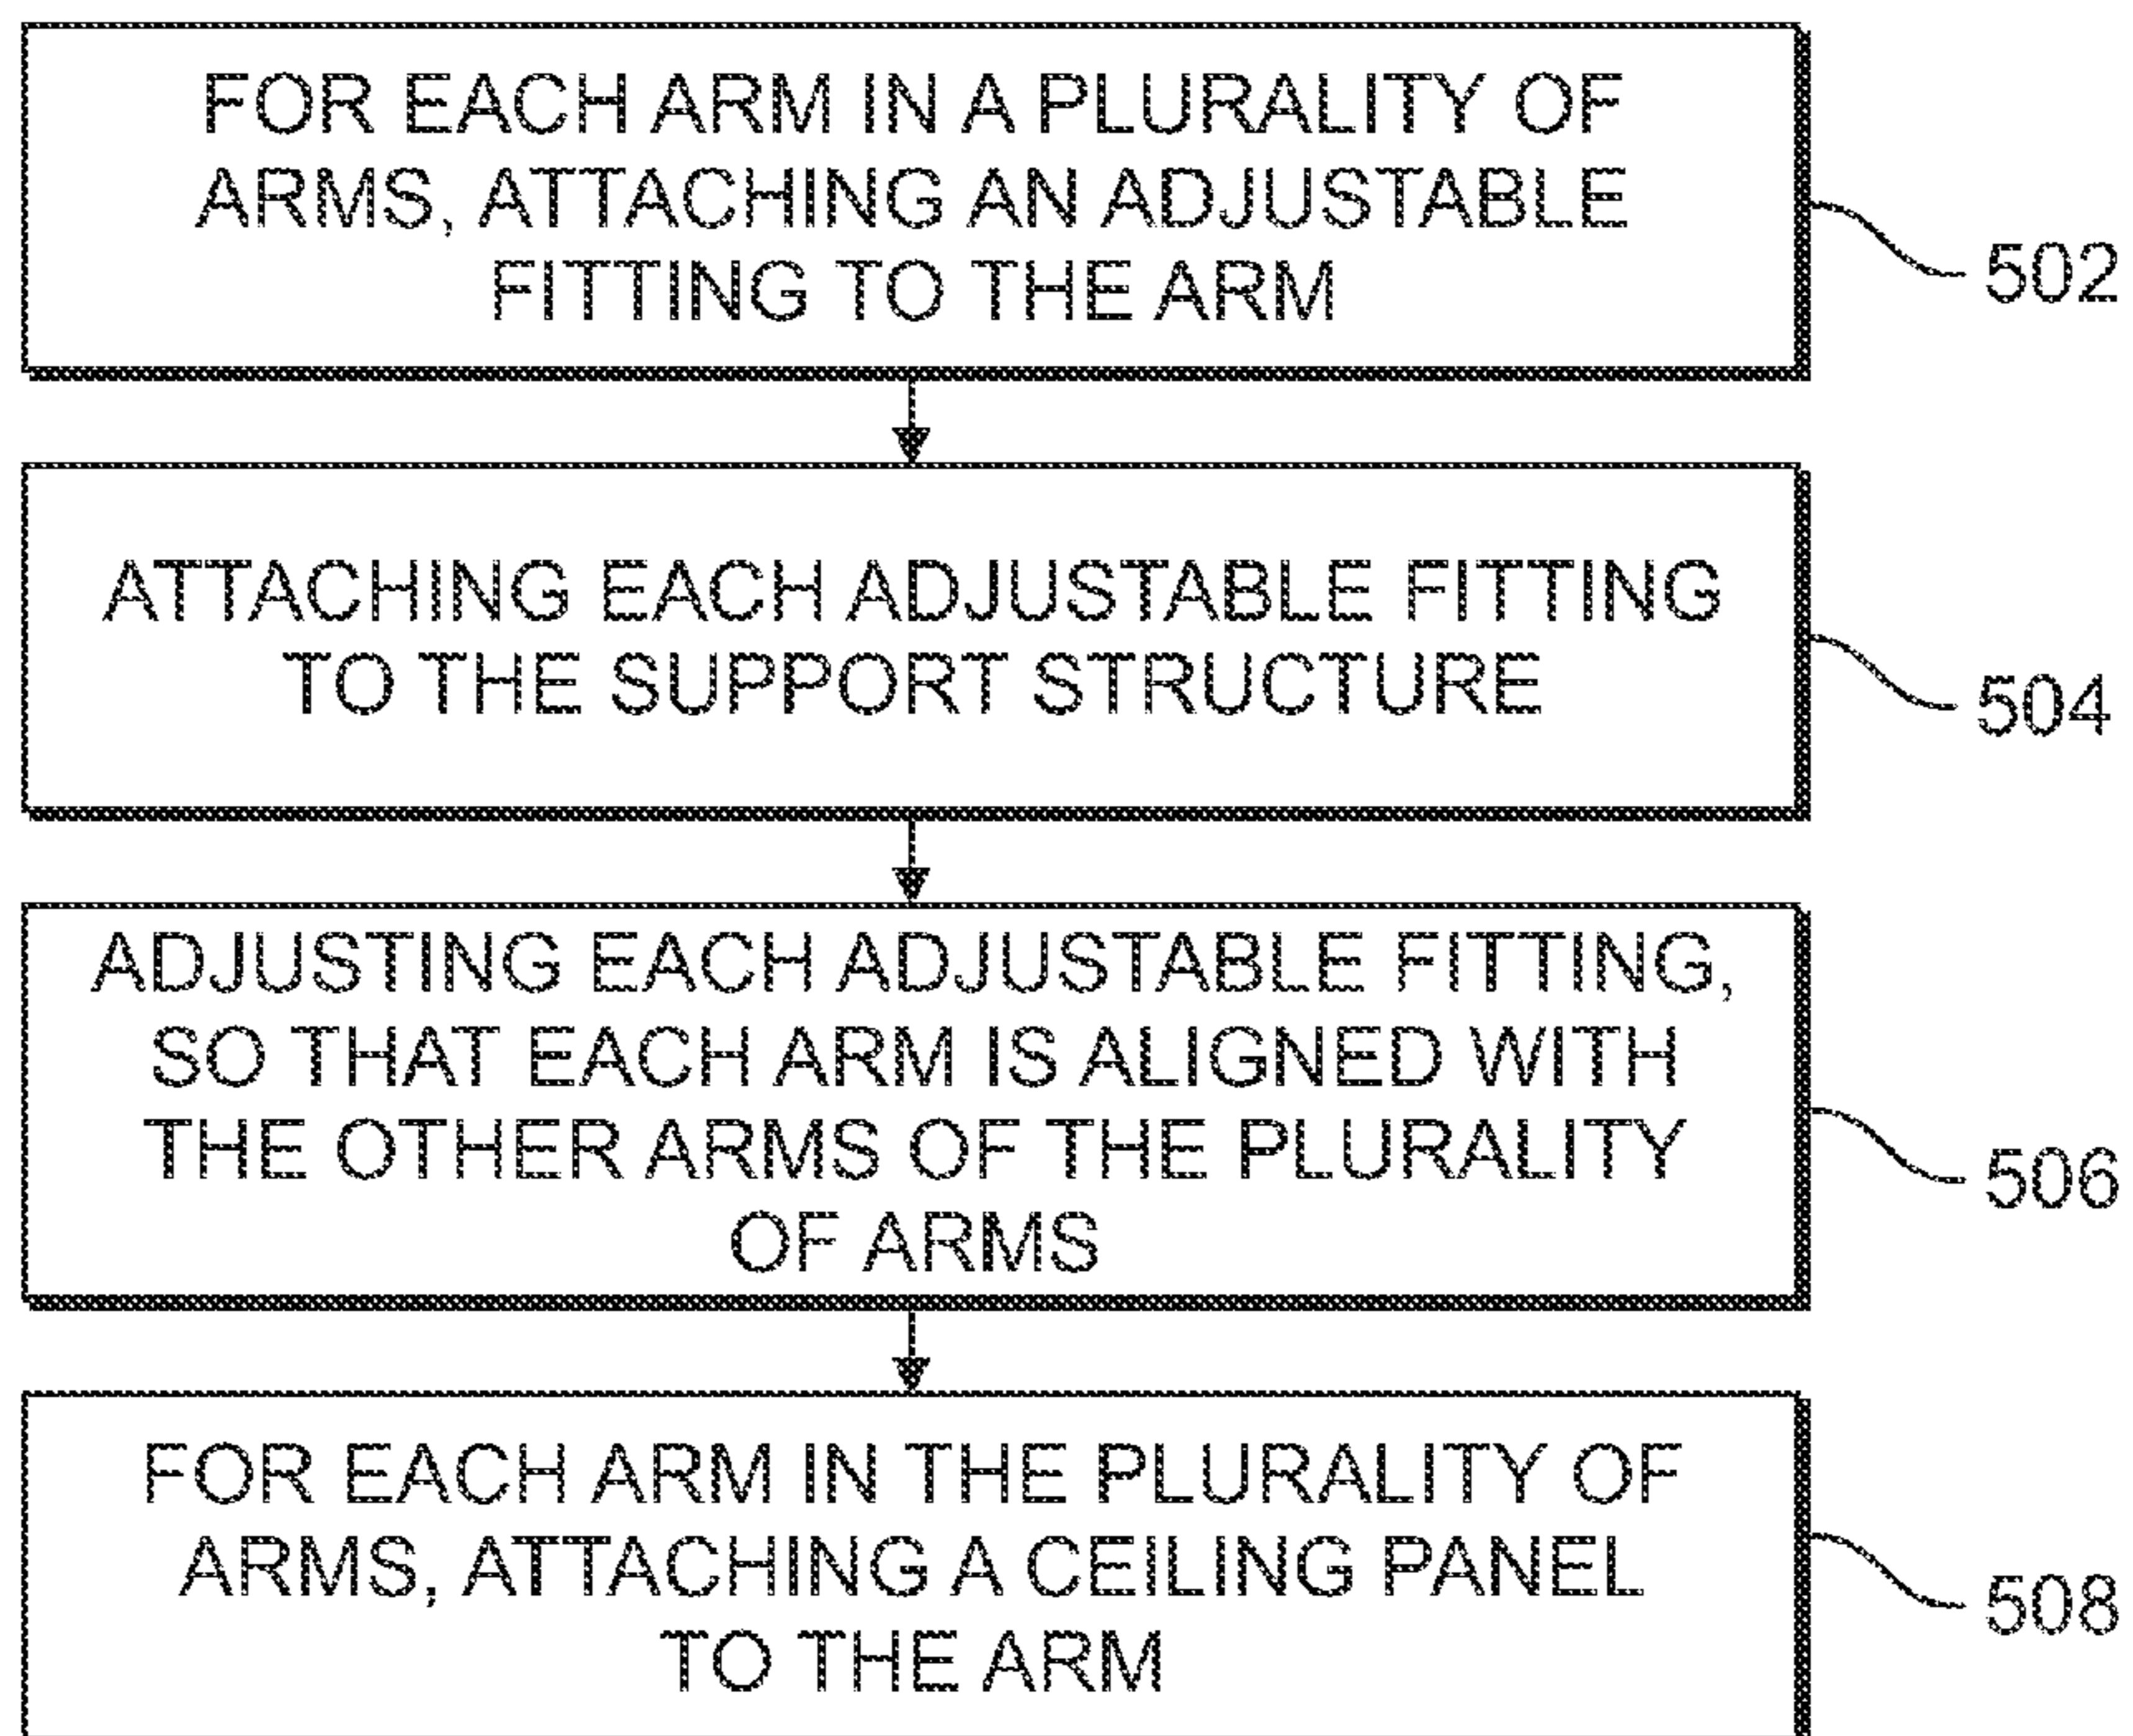 FOR EACH ARM IN A PLURALITY OF
ARMS, ATTACHING AN ADJUSTABLE
FITTING TO THE ARM
502
ATTACHING EACH ADJUSTABLE FITTING
TO THE SUPPORT STRUCTURE
504
ADJUSTING EACH ADJUSTABLE FITTING,
SO THAT EACH ARM IS ALIGNED WITH
THE OTHER ARMS OF THE PLURALITY
OF ARMS
506
FOR EACH ARM IN THE PLURALITY OF
ARMS, ATTACHING A CEILING PANEL
TO THE ARM
508